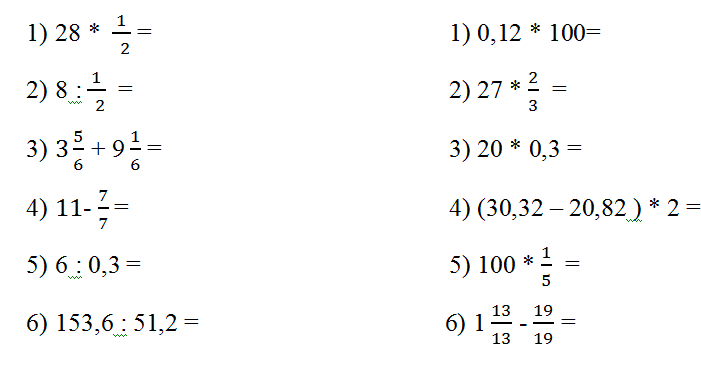 1) 28 * 1/2 =
2) 8 : 1/2 =
3) 3 5/6 + 9 1/6 =
4) 11- 7/7 =
5) 6 : 0,3 =
6) 153,6 : 51,2 =
1) 0,12 * 100=
2) 27 * 2/3 =
3) 20 * 0,3 =
4) (30,32 – 20,82 ) * 2 =
5) 100 * 1/5 =
6) 1 13/13 - 19/19 =